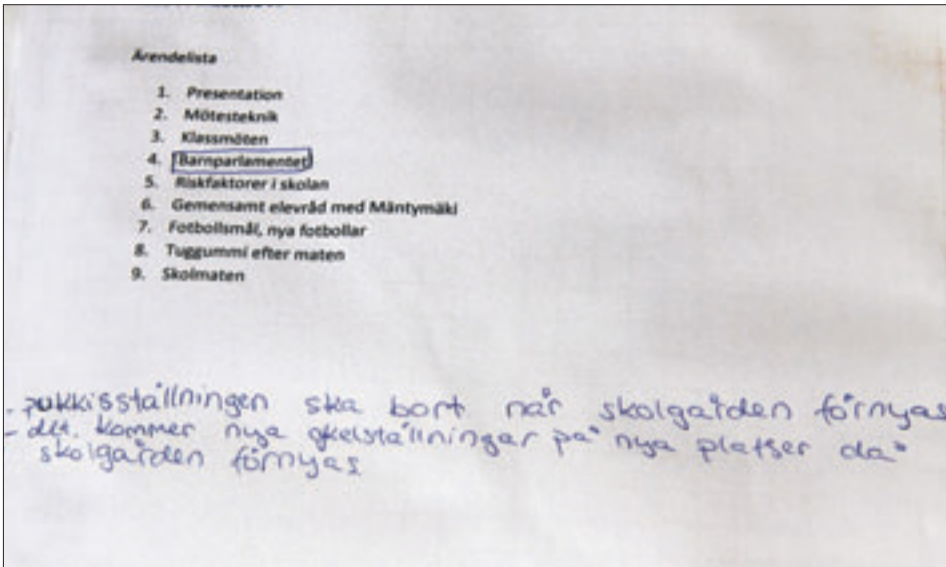 Ärendelista
1. Presentation
2. Mötesteknik
3. Klassmöten
4. Barnparlamentet
5. Riskfaktorer i skolan
6. Gemensamt elevråd med Mäntymäki
7. Fotbollsmål, nya fotbollar
8. Tuggummi efter maten
9. Skolmaten
- pukkisställningen ska bort när skolgården förnyas
- det kommer nya ställningar på nya platser då
skolgården förnyas